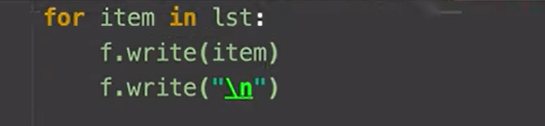 for item in lst:
    f.write(item)
    f.write("\n")